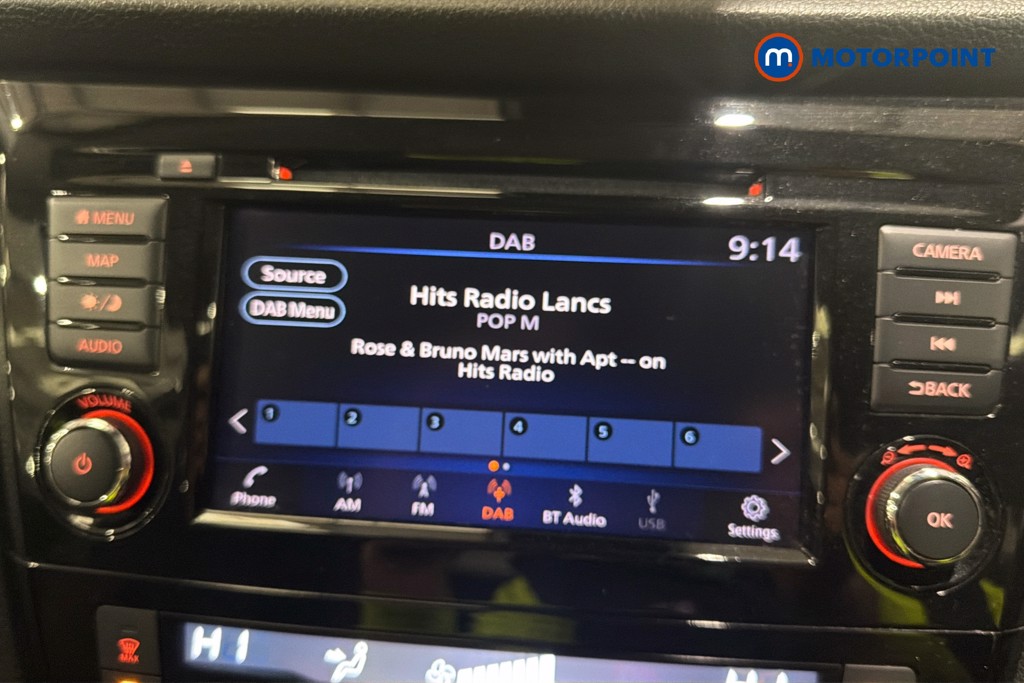 m MOTORPOINT
MENU
MAP
AUDIO
VOLUME
DAB
9:14
Source
DAB Menu
Hits Radio Lancs
POP M
Rose & Bruno Mars with Apt -- on
Hits Radio
1 2 3 4 5 6
Phone AM FM DAB BT Audio USB Settings
CAMERA
BACK
OK
MAX
HI